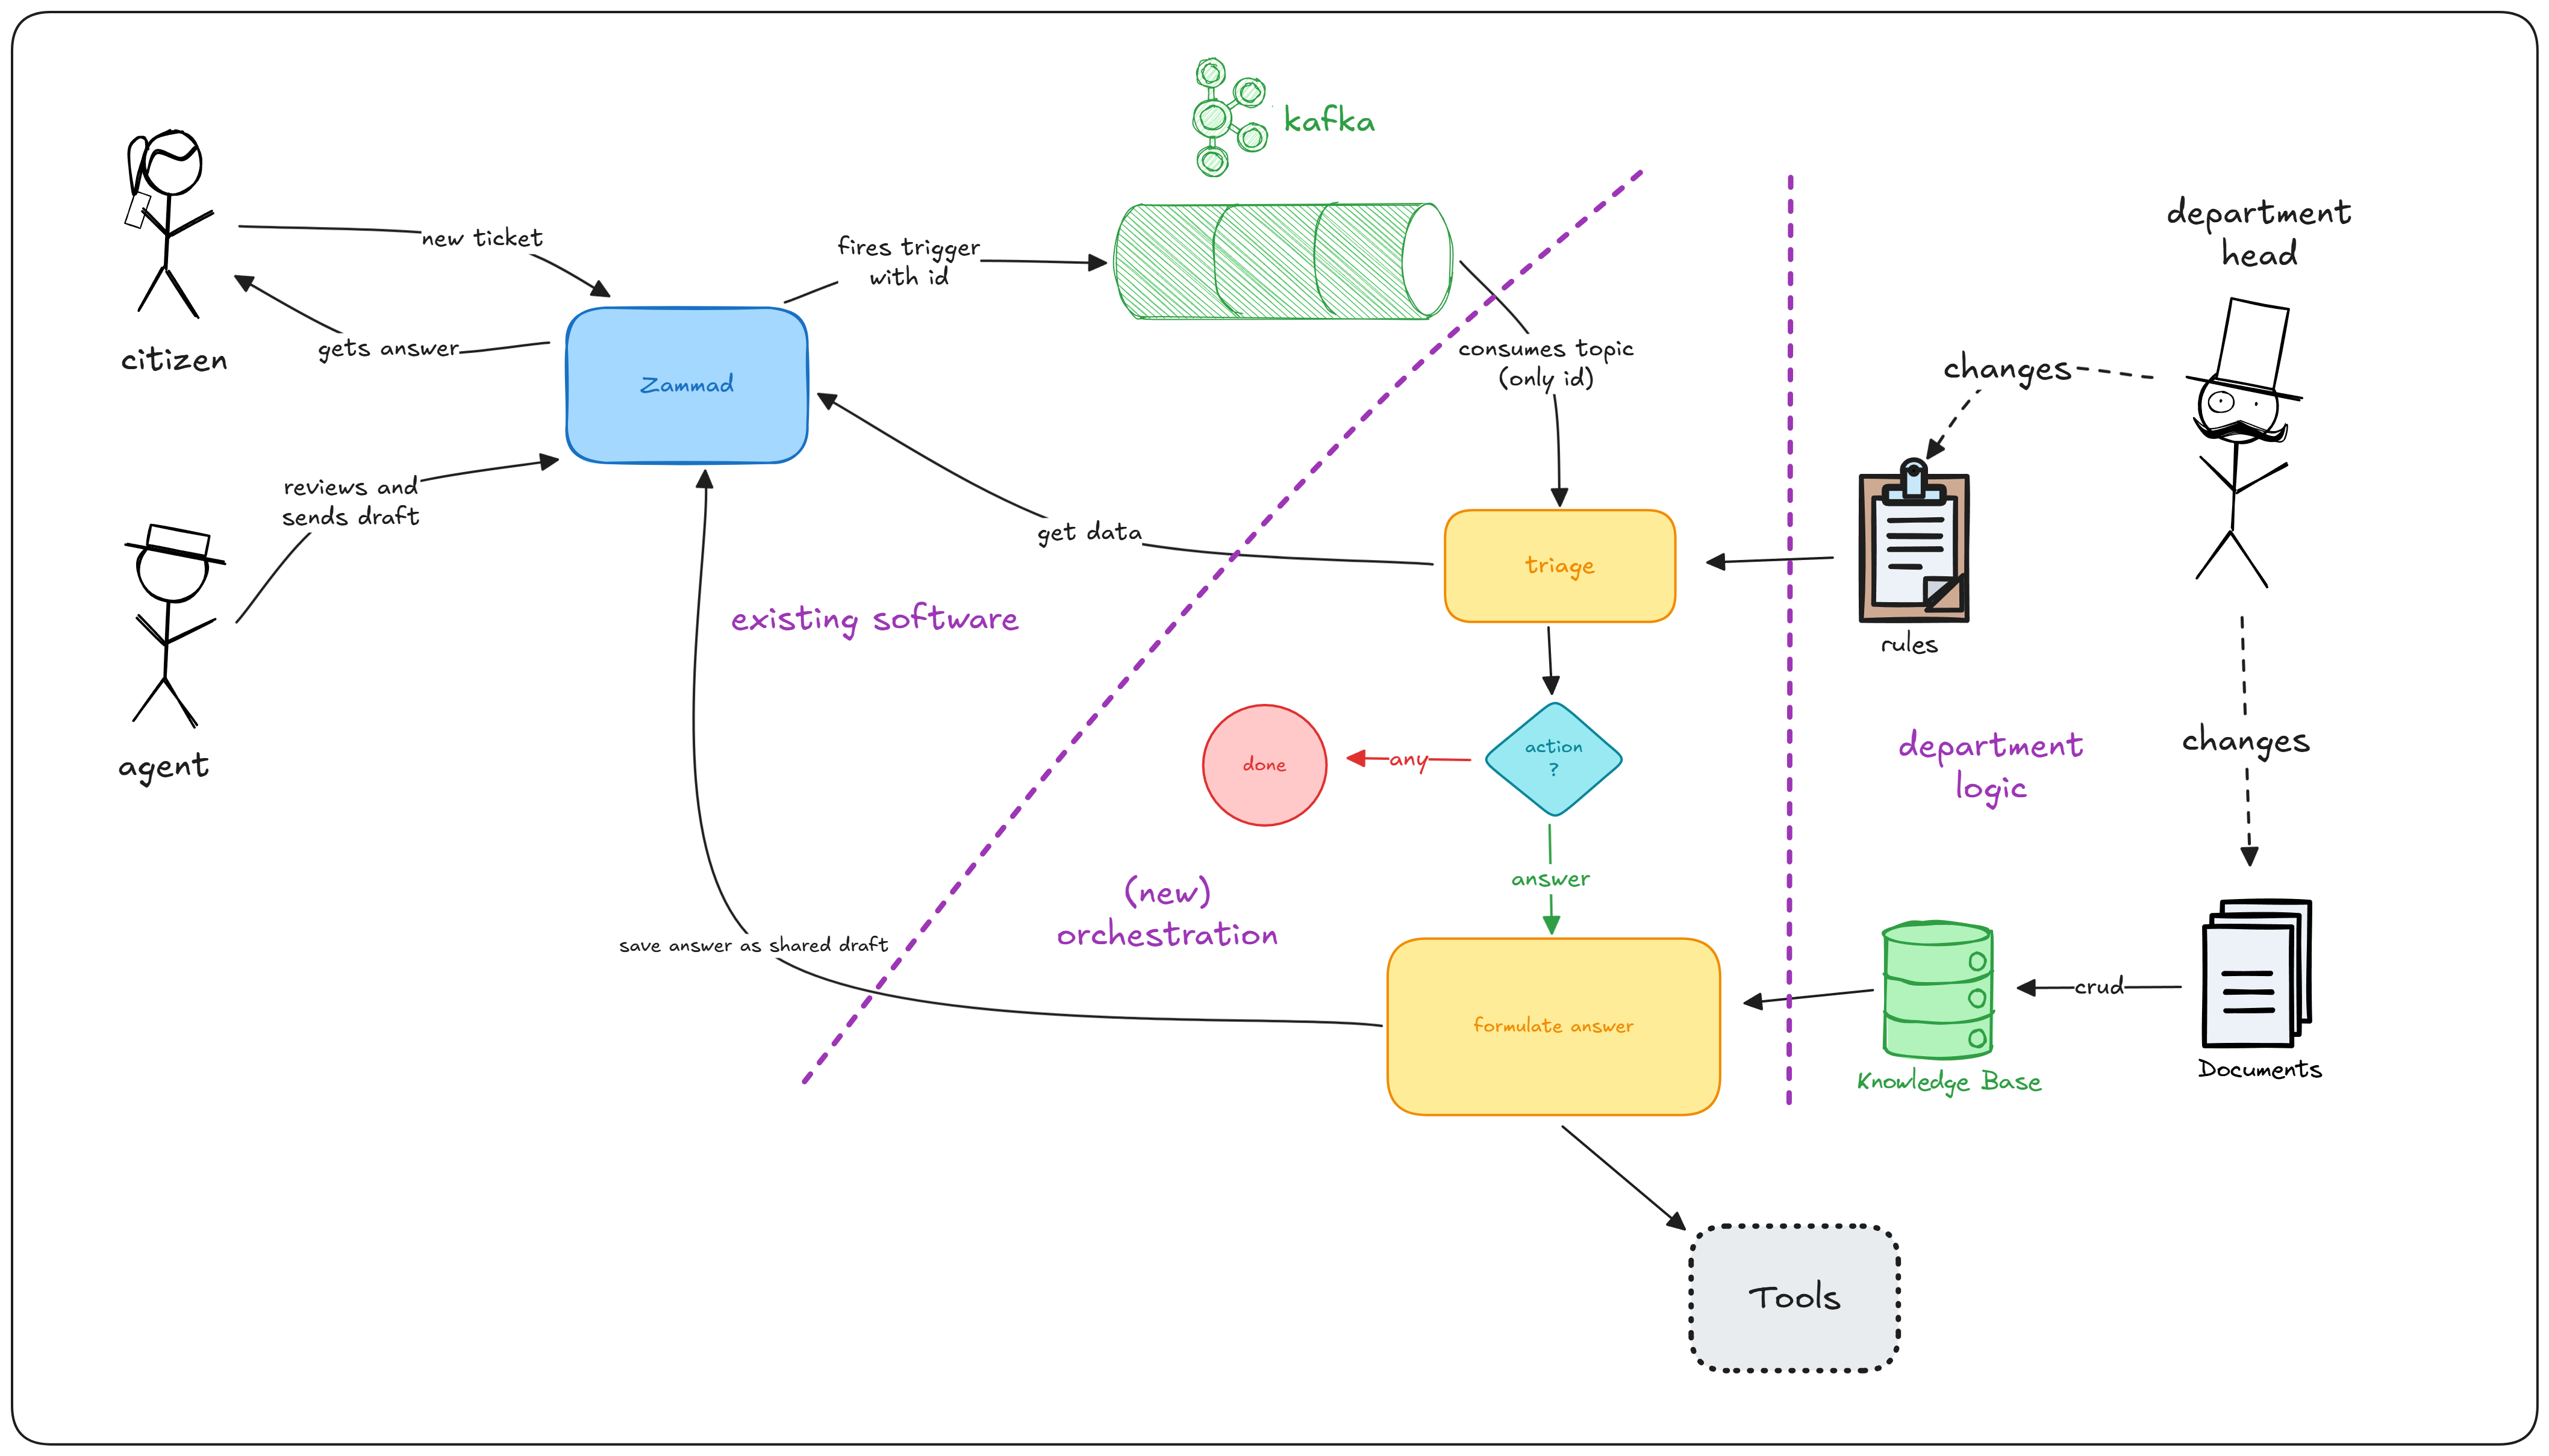 kafka
department
head
new ticket
fires trigger
with id
gets answer
citizen
Zammad
consumes topic
(only id)
changes
reviews and
sends draft
get data
triage
existing software
rules
agent
action
?
any
done
department
logic
changes
answer
(new)
orchestration
save answer as shared draft
formulate answer
crud
Knowledge Base
Documents
Tools